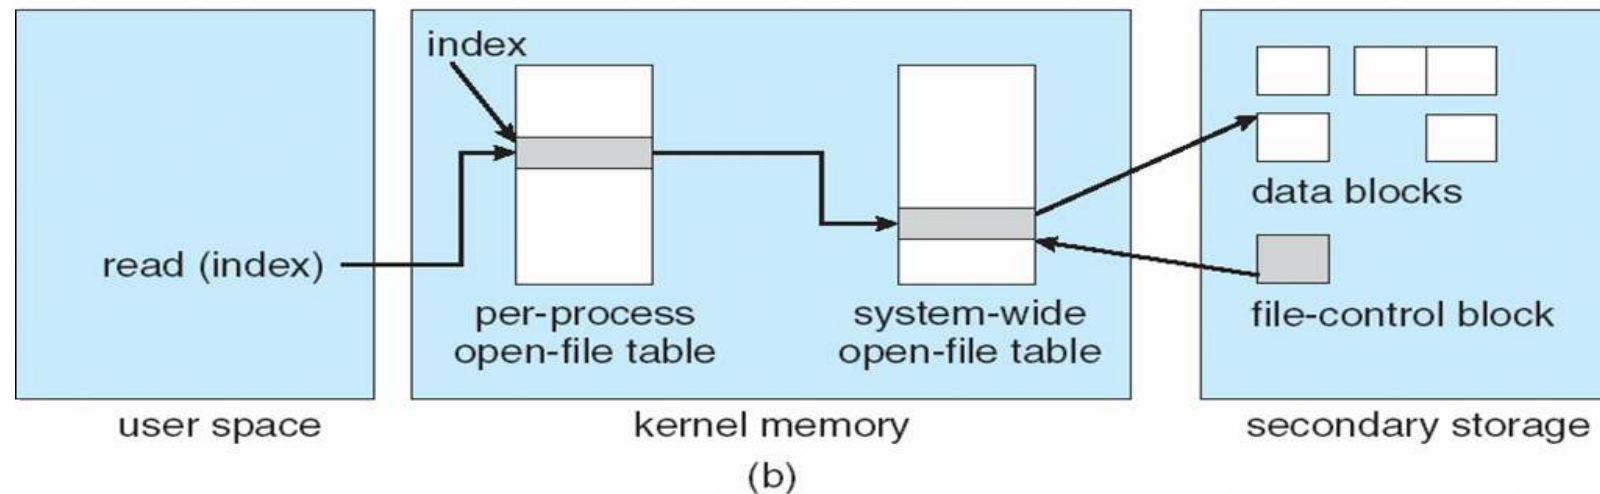 index
read (index)
per-process
open-file table
system-wide
open-file table
data blocks
file-control block
user space
kernel memory
secondary storage
(b)